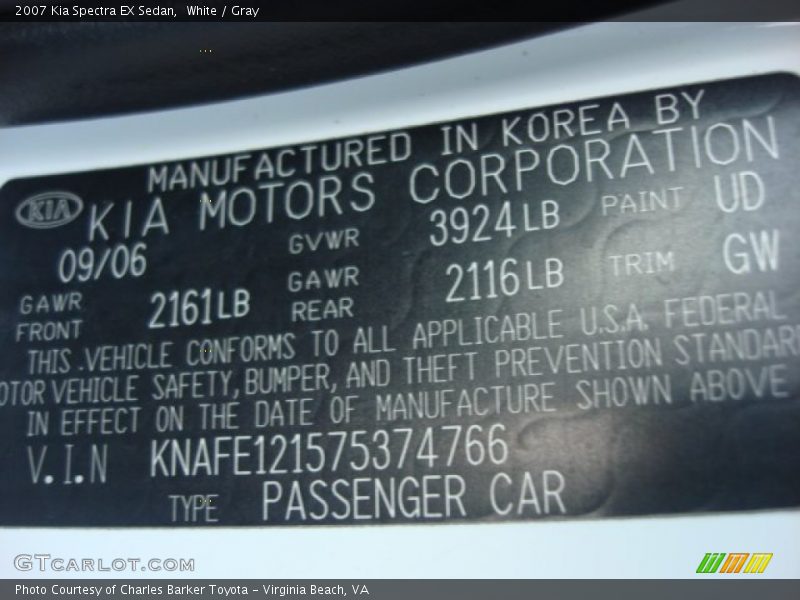 2007 Kia Spectra EX Sedan, White / Gray
MANUFACTURED IN KOREA BY
KIA KIA MOTORS CORPORATION
09/06 GVWR 3924LB PAINT UD
GAWR FRONT 2161LB GAWR REAR 2116LB TRIM GW
THIS .VEHICLE CONFORMS TO ALL APPLICABLE U.S.A. FEDERAL
OTOR VEHICLE SAFETY, BUMPER, AND THEFT PREVENTION STANDAR
IN EFFECT ON THE DATE OF MANUFACTURE SHOWN ABOVE
V.I.N KNAFE121575374766
TYPE PASSENGER CAR
GTCARLOT.COM
Photo Courtesy of Charles Barker Toyota - Virginia Beach, VA